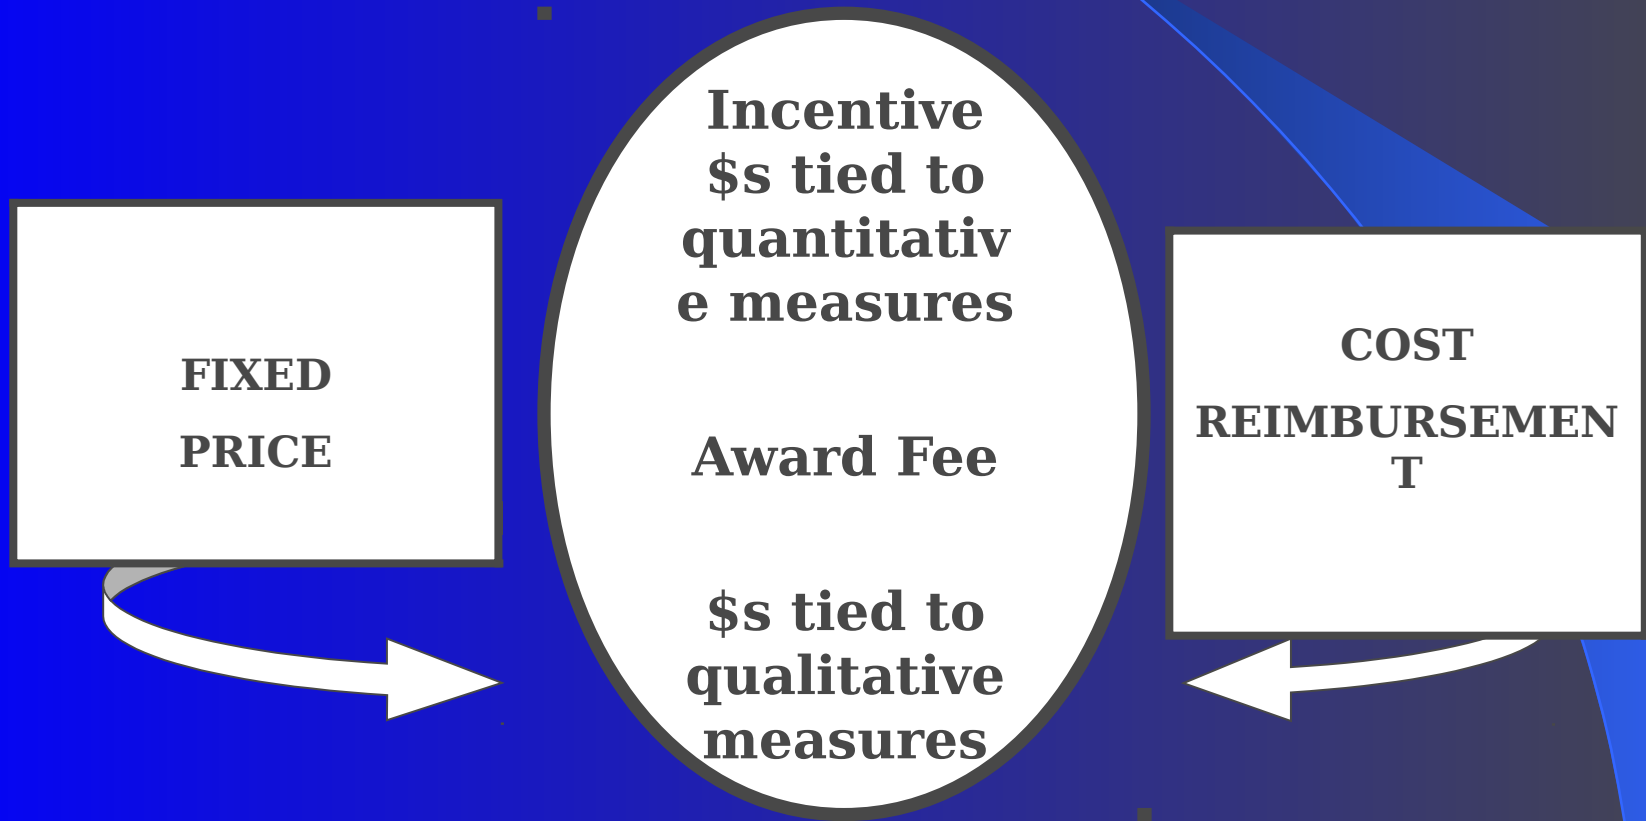 FIXED
PRICE
Incentive
$s tied to
quantitativ
e measures
Award Fee
$s tied to
qualitative
measures
COST
REIMBURSEMEN
T